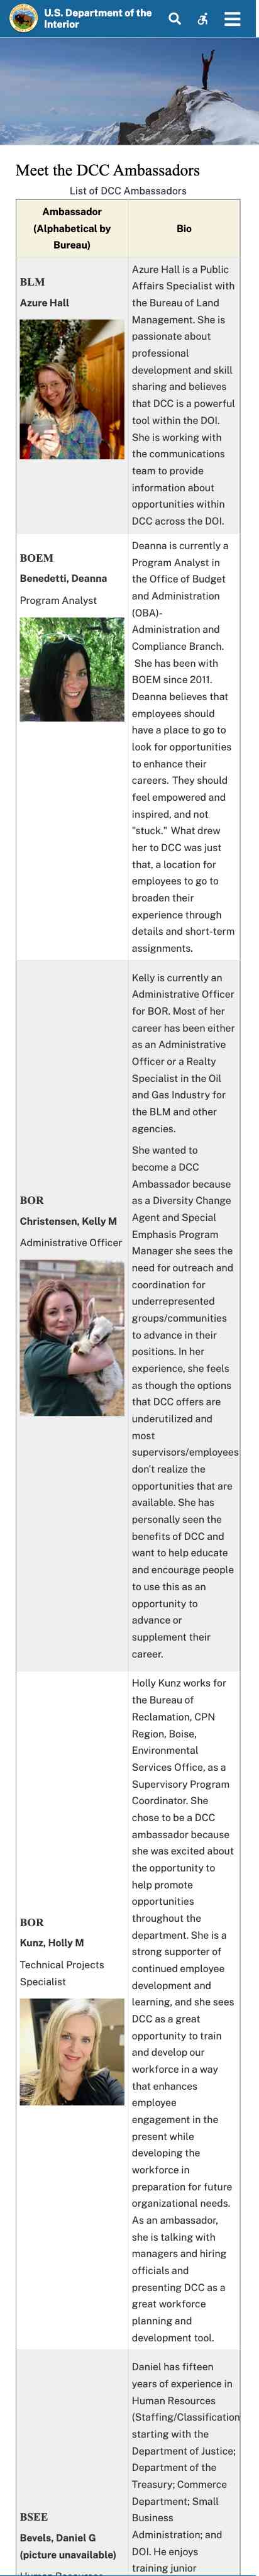 U.S. Department of the
Interior
Meet the DCC Ambassadors
List of DCC Ambassadors
Ambassador
(Alphabetical by
Bureau)
Bio
BLM
Azure Hall
Azure Hall is a Public
Affairs Specialist with
the Bureau of Land
Management. She is
passionate about
professional
development and skill
sharing and believes
that DCC is a powerful
tool within the DOI.
She is working with
the communications
team to provide
information about
opportunities within
DCC across the DOI.
BOEM
Benedetti, Deanna
Program Analyst
Deanna is currently a
Program Analyst in
the Office of Budget
and Administration
(OBA)-
Administration and
Compliance Branch.
She has been with
BOEM since 2011.
Deanna believes that
employees should
have a place to go to
look for opportunities
to enhance their
careers. They should
feel empowered and
inspired, and not
"stuck." What drew
her to DCC was just
that, a location for
employees to go to
broaden their
experience through
details and short-term
assignments.
BOR
Christensen, Kelly M
Administrative Officer
Kelly is currently an
Administrative Officer
for BOR. Most of her
career has been either
as an Administrative
Officer or a Realty
Specialist in the Oil
and Gas Industry for
the BLM and other
agencies.
She wanted to
become a DCC
Ambassador because
as a Diversity Change
Agent and Special
Emphasis Program
Manager she sees the
need for outreach and
coordination for
underrepresented
groups/communities
to advance in their
positions. In her
experience, she feels
as though the options
that DCC offers are
underutilized and
most
supervisors/employees
don't realize the
opportunities that are
available. She has
personally seen the
benefits of DCC and
want to help educate
and encourage people
to use this as an
opportunity to
advance or
supplement their
career.
BOR
Kunz, Holly M
Technical Projects
Specialist
Holly Kunz works for
the Bureau of
Reclamation, CPN
Region, Boise,
Environmental
Services Office, as a
Supervisory Program
Coordinator. She
chose to be a DCC
ambassador because
she was excited about
the opportunity to
help promote
opportunities
throughout the
department. She is a
strong supporter of
continued employee
development and
learning, and she sees
DCC as a great
opportunity to train
and develop our
workforce in a way
that enhances
employee
engagement in the
present while
developing the
workforce in
preparation for future
organizational needs.
As an ambassador,
she is talking with
managers and hiring
officials and
presenting DCC as a
great workforce
planning and
development tool.
BSEE
Bevels, Daniel G
(picture unavailable)
Human Resources
Daniel has fifteen
years of experience in
Human Resources
(Staffing/Classification
starting with the
Department of Justice;
Department of the
Treasury; Commerce
Department; Small
Business
Administration; and
DOI. He enjoys
training junior